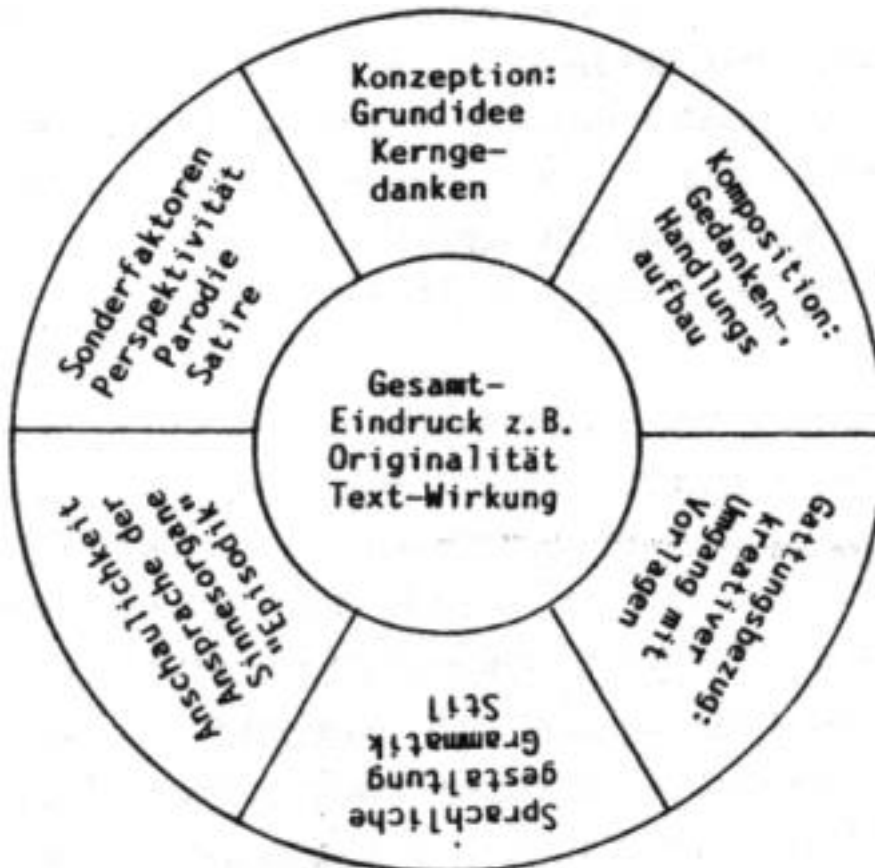 Konzeption:
Grundidee
Kernge-
danken
Komposition:
Gedanken-,
Handlungs
aufbau
Gattungsbezug:
kreativer
Umgang mit
Vorlagen
Sprachliche
gestaltung
Grammatik
Stil
Anschaulichkeit
Ansprache der
Sinnesorgane
"Episodik"
Sonderfaktoren
Perspektivität
Parodie
Satire
Gesamt-
Eindruck z.B.
Originalität
Text-Wirkung